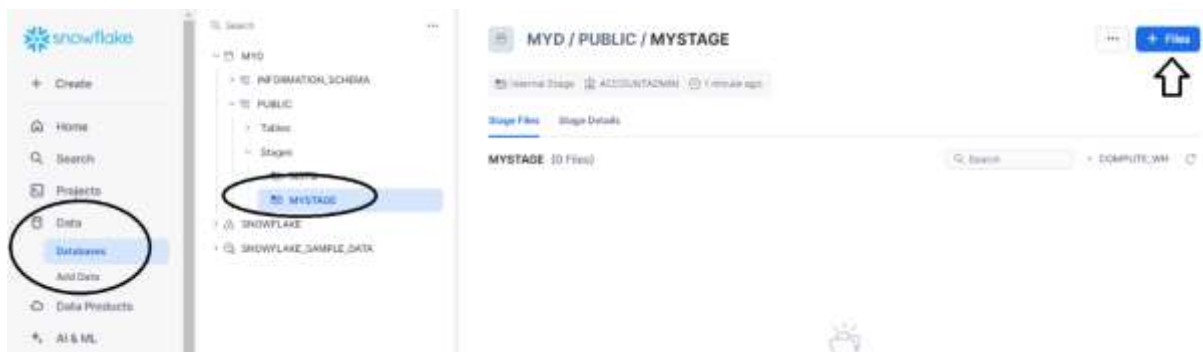 snowflake
+ Create
Home
Search
Projects
Data
Databases
Add Data
Data Products
AI & ML
Search
MYD
INFORMATION_SCHEMA
PUBLIC
Tables
Stages
MYSTAGE
SNOWFLAKE
SNOWFLAKE_SAMPLE_DATA
MYD / PUBLIC / MYSTAGE
... + Files
Internal Stage ACCOUNTADMIN 1 minute ago
Stage Files Stage Details
MYSTAGE (0 Files) Search COMPUTE_WH